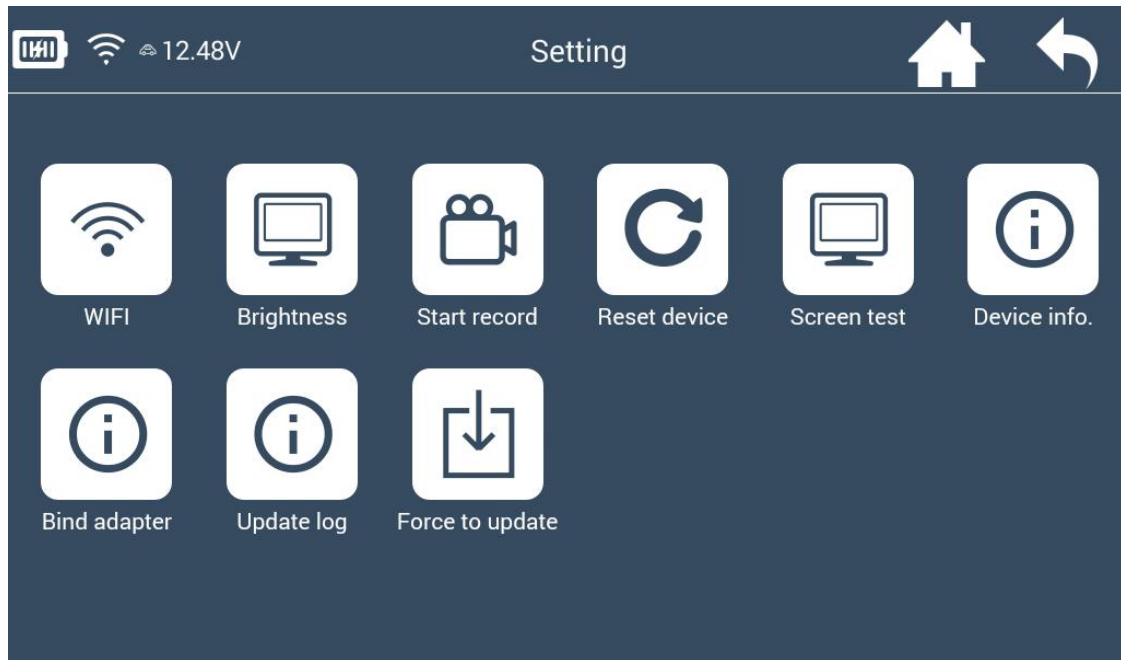 12.48V
Setting
WIFI
Brightness
Start record
Reset device
Screen test
Device info.
Bind adapter
Update log
Force to update